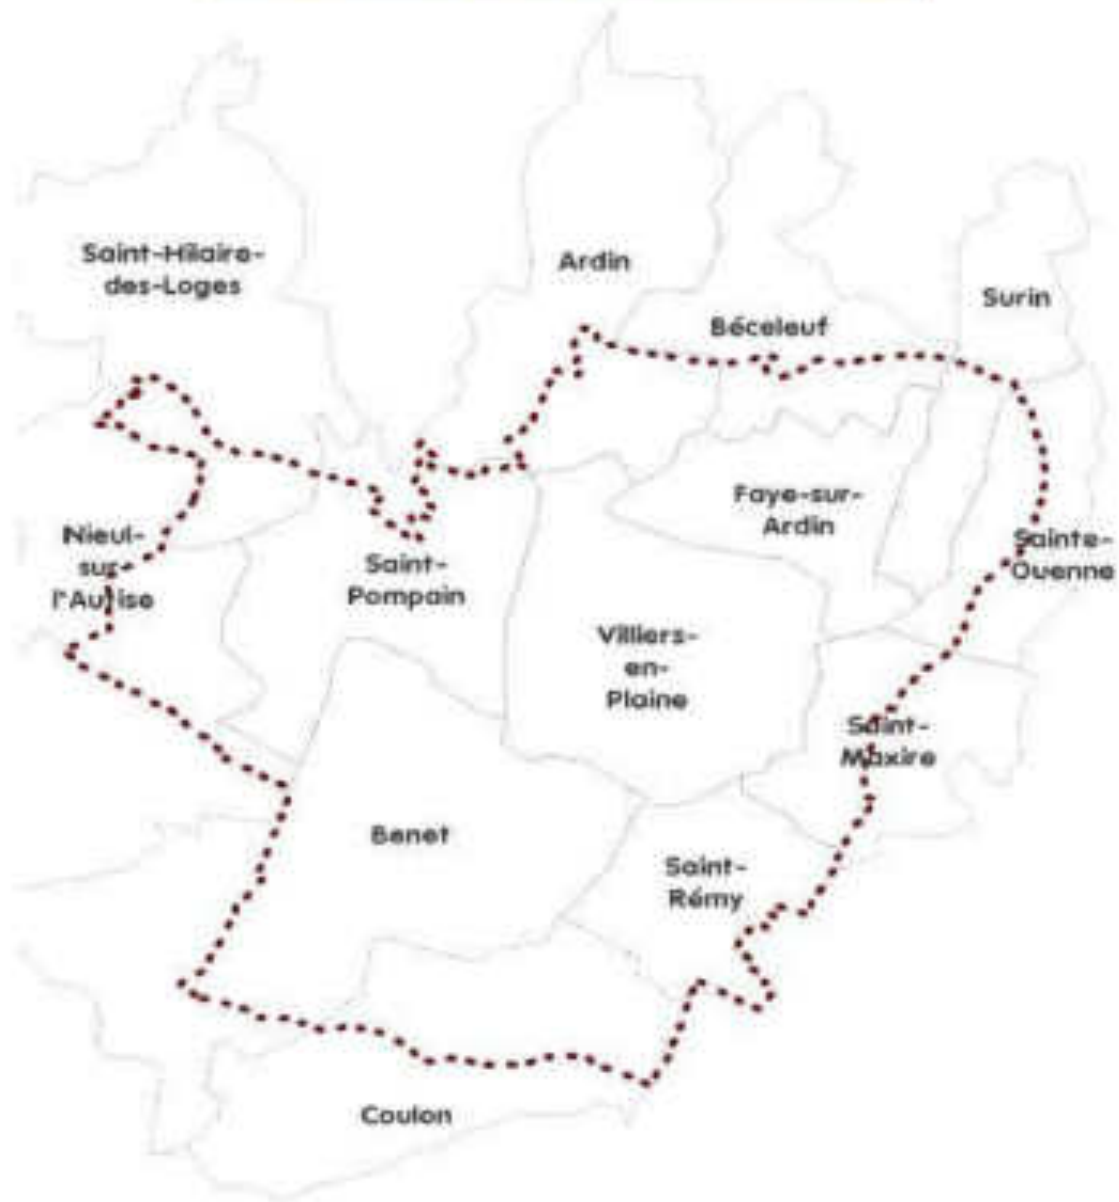 Saint-Hilaire-
des-Loges
Ardin
Surin
Béceleuf
Faye-sur-
Ardin
Nieul-
sur-
l'Autise
Sainte-
Ouenne
Saint-
Pompain
Villiers-
en-
Plaine
Saint-
Maxire
Benet
Saint-
Rémy
Coulon